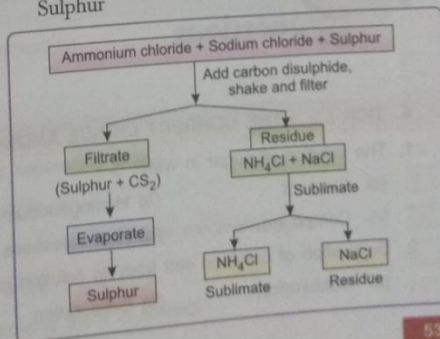 Sulphur
Ammonium chloride + Sodium chloride + Sulphur
Add carbon disulphide,
shake and filter
Filtrate
(Sulphur + CS₂)
Residue
NH₄Cl + NaCl
Sublimate
Evaporate
Sulphur
NH₄Cl
Sublimate
NaCl
Residue